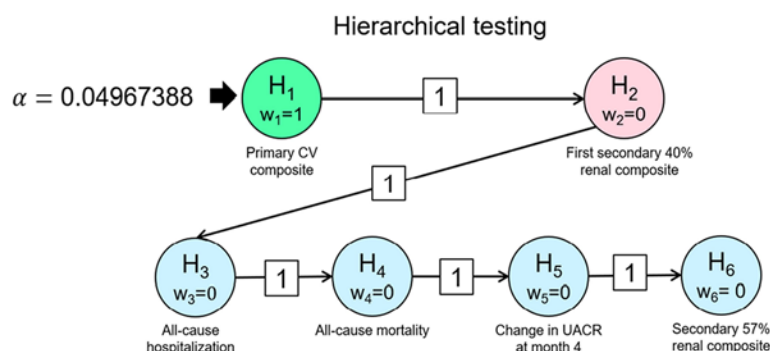 Hierarchical testing
α = 0.04967388
H₁
w₁=1
1
H₂
w₂=0
Primary CV
composite
First secondary 40%
renal composite
1
H₃
w₃=0
1
H₄
w₄=0
1
H₅
w₅=0
1
H₆
w₆= 0
All-cause
hospitalization
All-cause mortality
Change in UACR
at month 4
Secondary 57%
renal composite